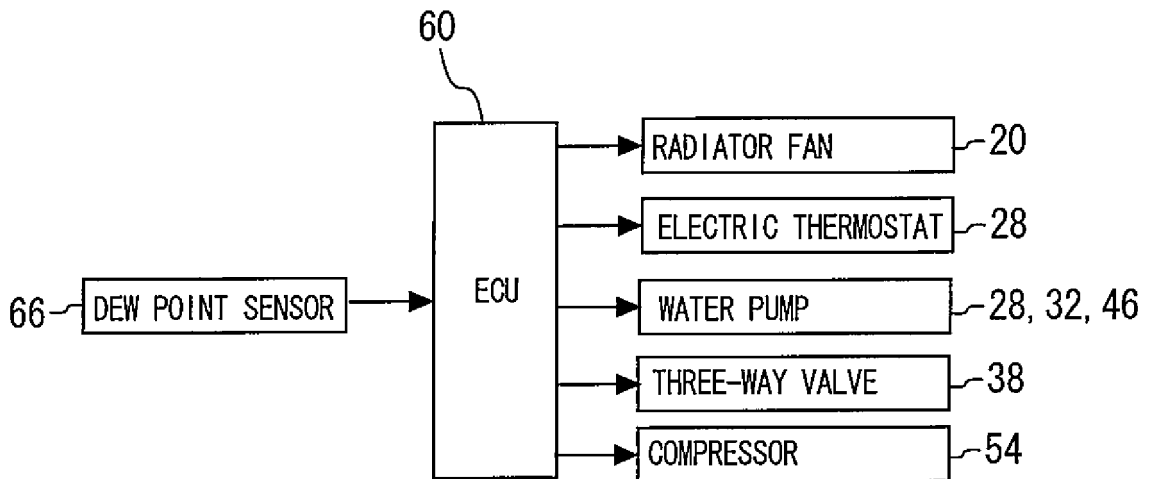 60
RADIATOR FAN 20
ELECTRIC THERMOSTAT 28
66 DEW POINT SENSOR
ECU
WATER PUMP 28, 32, 46
THREE-WAY VALVE 38
COMPRESSOR 54